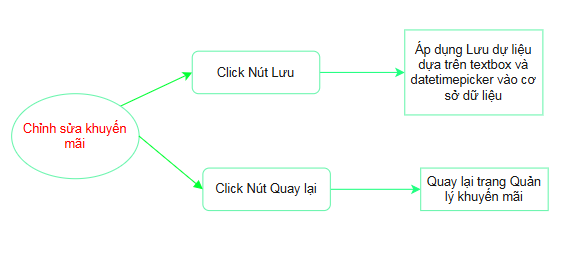 Chỉnh sửa khuyến
mãi
Click Nút Lưu
Áp dụng Lưu dự liệu
dựa trên textbox và
datetimepicker vào cơ
sở dữ liệu
Click Nút Quay lại
Quay lại trang Quản
lý khuyến mãi